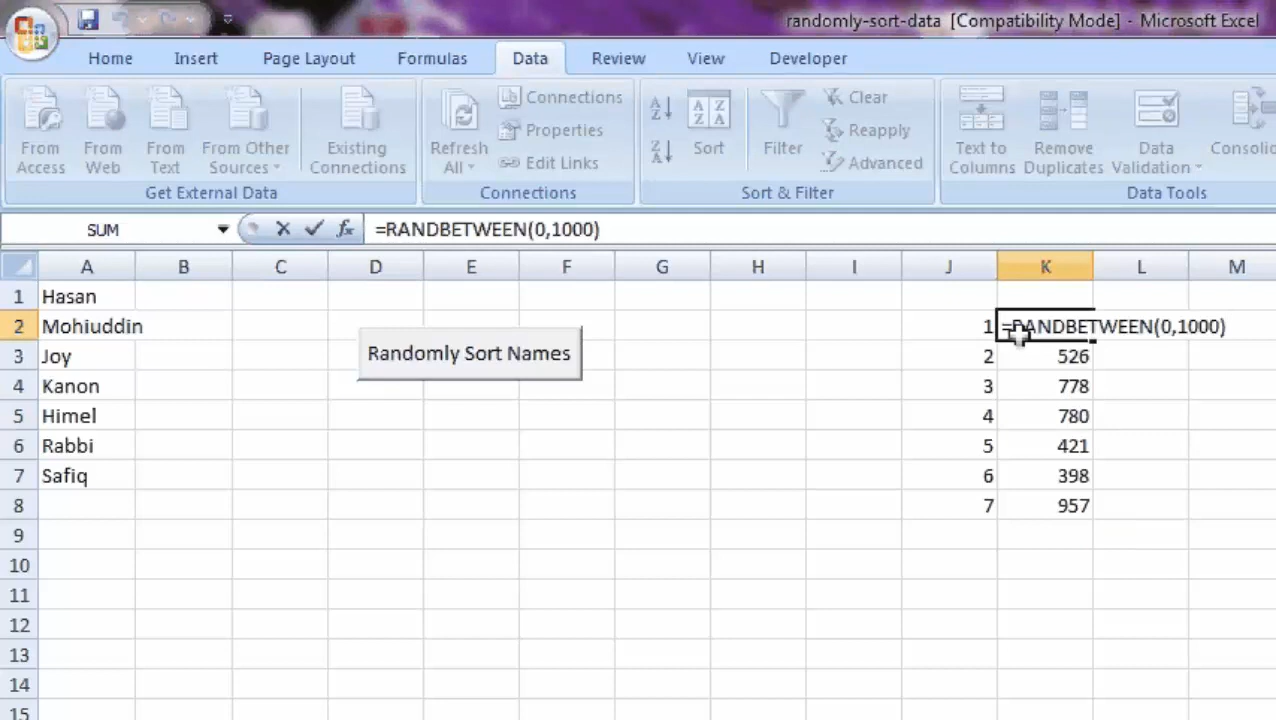 randomly-sort-data [Compatibility Mode] - Microsoft Excel
Home Insert Page Layout Formulas Data Review View Developer
From Access
From Web
From Text
From Other Sources
Existing Connections
Get External Data
Refresh All
Connections
Properties
Edit Links
Connections
A Z
Z A
A Z
Z A
Sort
Filter
Clear
Reapply
Advanced
Sort & Filter
Text to Columns
Remove Duplicates
Data Validation
Data Tools
SUM fx =RANDBETWEEN(0,1000)
A B C D E F G H I J K L M
1 Hasan
2 Mohiuddin 1 =RANDBETWEEN(0,1000)
Randomly Sort Names
3 Joy 2 526
4 Kanon 3 778
5 Himel 4 780
6 Rabbi 5 421
7 Safiq 6 398
8 7 957
9
10
11
12
13
14
15